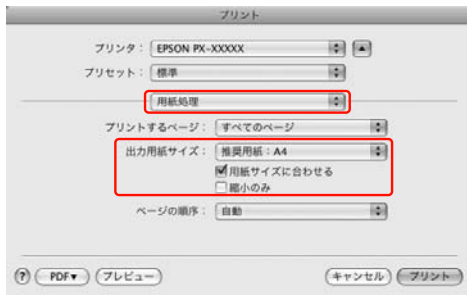 プリント
プリンタ： EPSON PX-XXXXX
プリセット： 標準
用紙処理
プリントするページ： すべてのページ
出力用紙サイズ： 推奨用紙：A4
用紙サイズに合わせる
縮小のみ
ページの順序： 自動
? PDF▼ プレビュー キャンセル プリント